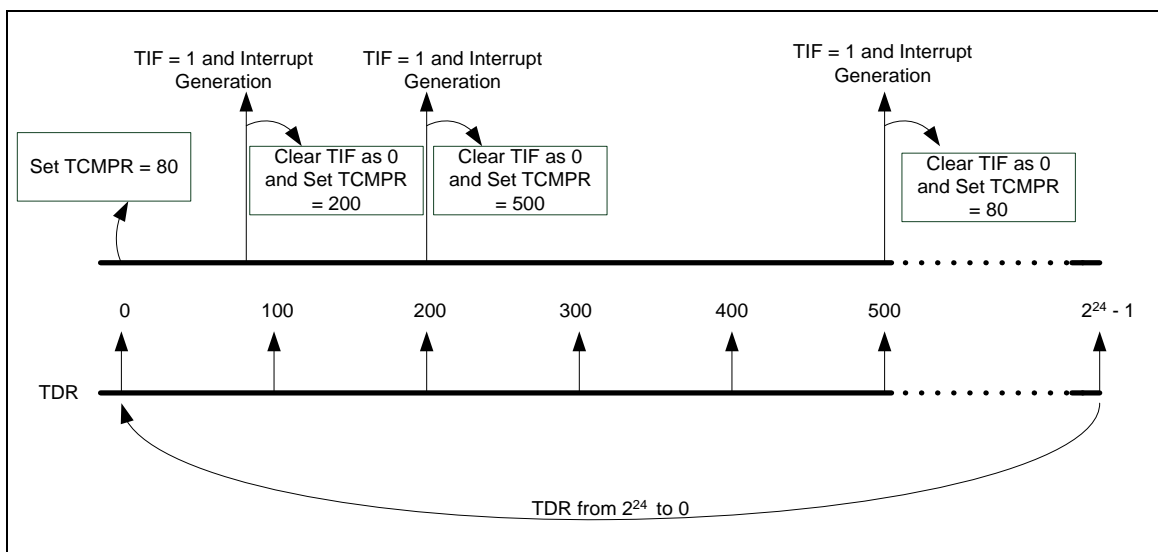 TIF = 1 and Interrupt
Generation
TIF = 1 and Interrupt
Generation
TIF = 1 and Interrupt
Generation
Set TCMPR = 80
Clear TIF as 0
and Set TCMPR
= 200
Clear TIF as 0
and Set TCMPR
= 500
Clear TIF as 0
and Set TCMPR
= 80
0 100 200 300 400 500 2²⁴ - 1
TDR
TDR from 2²⁴ to 0